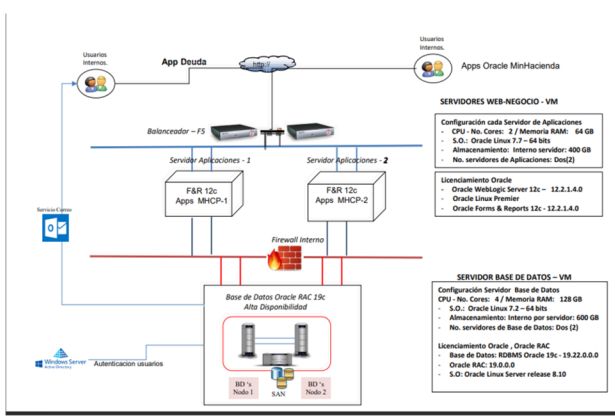 Usuarios
Internos.
App Deuda
http://
Usuarios
Internos.
Apps Oracle MinHacienda
Balanceador – F5
Servidor Aplicaciones - 1
Servidor Aplicaciones - 2
F&R 12c
Apps MHCP-1
F&R 12c
Apps MHCP-2
Servicio Correo
Firewall Interno
Base de Datos Oracle RAC 19c
Alta Disponibilidad
BD 's
Nodo 1
SAN
BD 's
Nodo 2
Windows Server
Active Directory
Autenticacion usuarios
SERVIDORES WEB-NEGOCIO - VM
Configuración cada Servidor de Aplicaciones
- CPU - No. Cores: 2 / Memoria RAM: 64 GB
- S.O.: Oracle Linux 7.7 – 64 bits
- Almacenamiento: Interno servidor: 400 GB
- No. servidores de Aplicaciones: Dos(2)
Licenciamiento Oracle
- Oracle WebLogic Server 12c – 12.2.1.4.0
- Oracle Linux Premier
- Oracle Forms & Reports 12c - 12.2.1.4.0
SERVIDOR BASE DE DATOS – VM
Configuración Servidor Base de Datos
CPU - No. Cores: 4 / Memoria RAM: 128 GB
- S.O.: Oracle Linux 7.2 – 64 bits
- Almacenamiento: Interno por servidor: 600 GB
- No. servidores de Base de Datos: Dos (2)
Licenciamiento Oracle , Oracle RAC
- Base de Datos: RDBMS Oracle 19c - 19.22.0.0.0
- Oracle RAC: 19.0.0.0
- S.O: Oracle Linux Server release 8.10